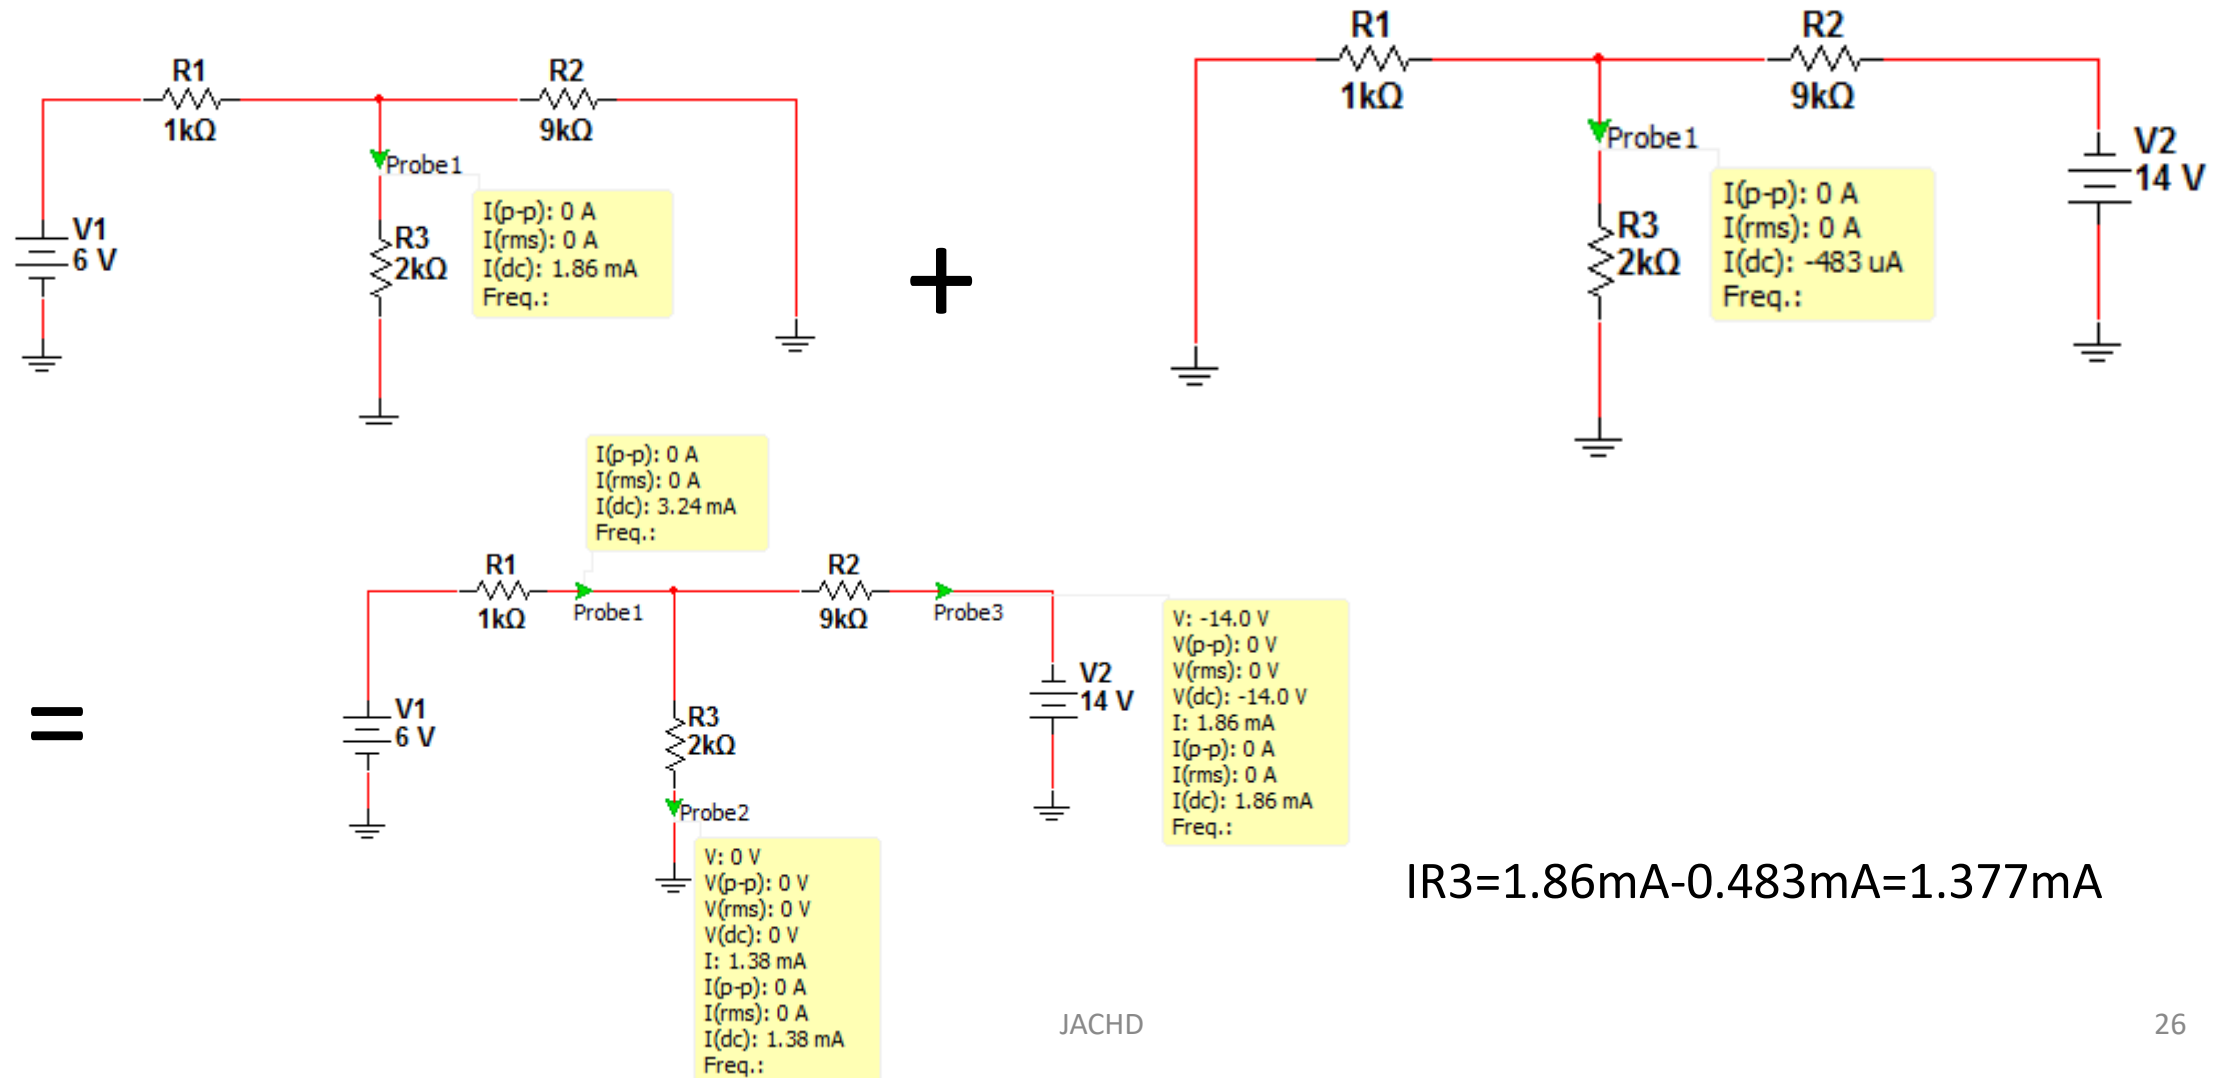 R1
1kΩ
R2
9kΩ
Probe1
V1
6 V
R3
2kΩ
I(p-p): 0 A
I(rms): 0 A
I(dc): 1.86 mA
Freq.:
+
R1
1kΩ
R2
9kΩ
Probe1
V2
14 V
R3
2kΩ
I(p-p): 0 A
I(rms): 0 A
I(dc): -483 uA
Freq.:
=
I(p-p): 0 A
I(rms): 0 A
I(dc): 3.24 mA
Freq.:
R1
1kΩ
Probe1
R2
9kΩ
Probe3
V1
6 V
R3
2kΩ
V2
14 V
V: -14.0 V
V(p-p): 0 V
V(rms): 0 V
V(dc): -14.0 V
I: 1.86 mA
I(p-p): 0 A
I(rms): 0 A
I(dc): 1.86 mA
Freq.:
Probe2
V: 0 V
V(p-p): 0 V
V(rms): 0 V
V(dc): 0 V
I: 1.38 mA
I(p-p): 0 A
I(rms): 0 A
I(dc): 1.38 mA
Freq.:
IR3=1.86mA-0.483mA=1.377mA
JACHD
26